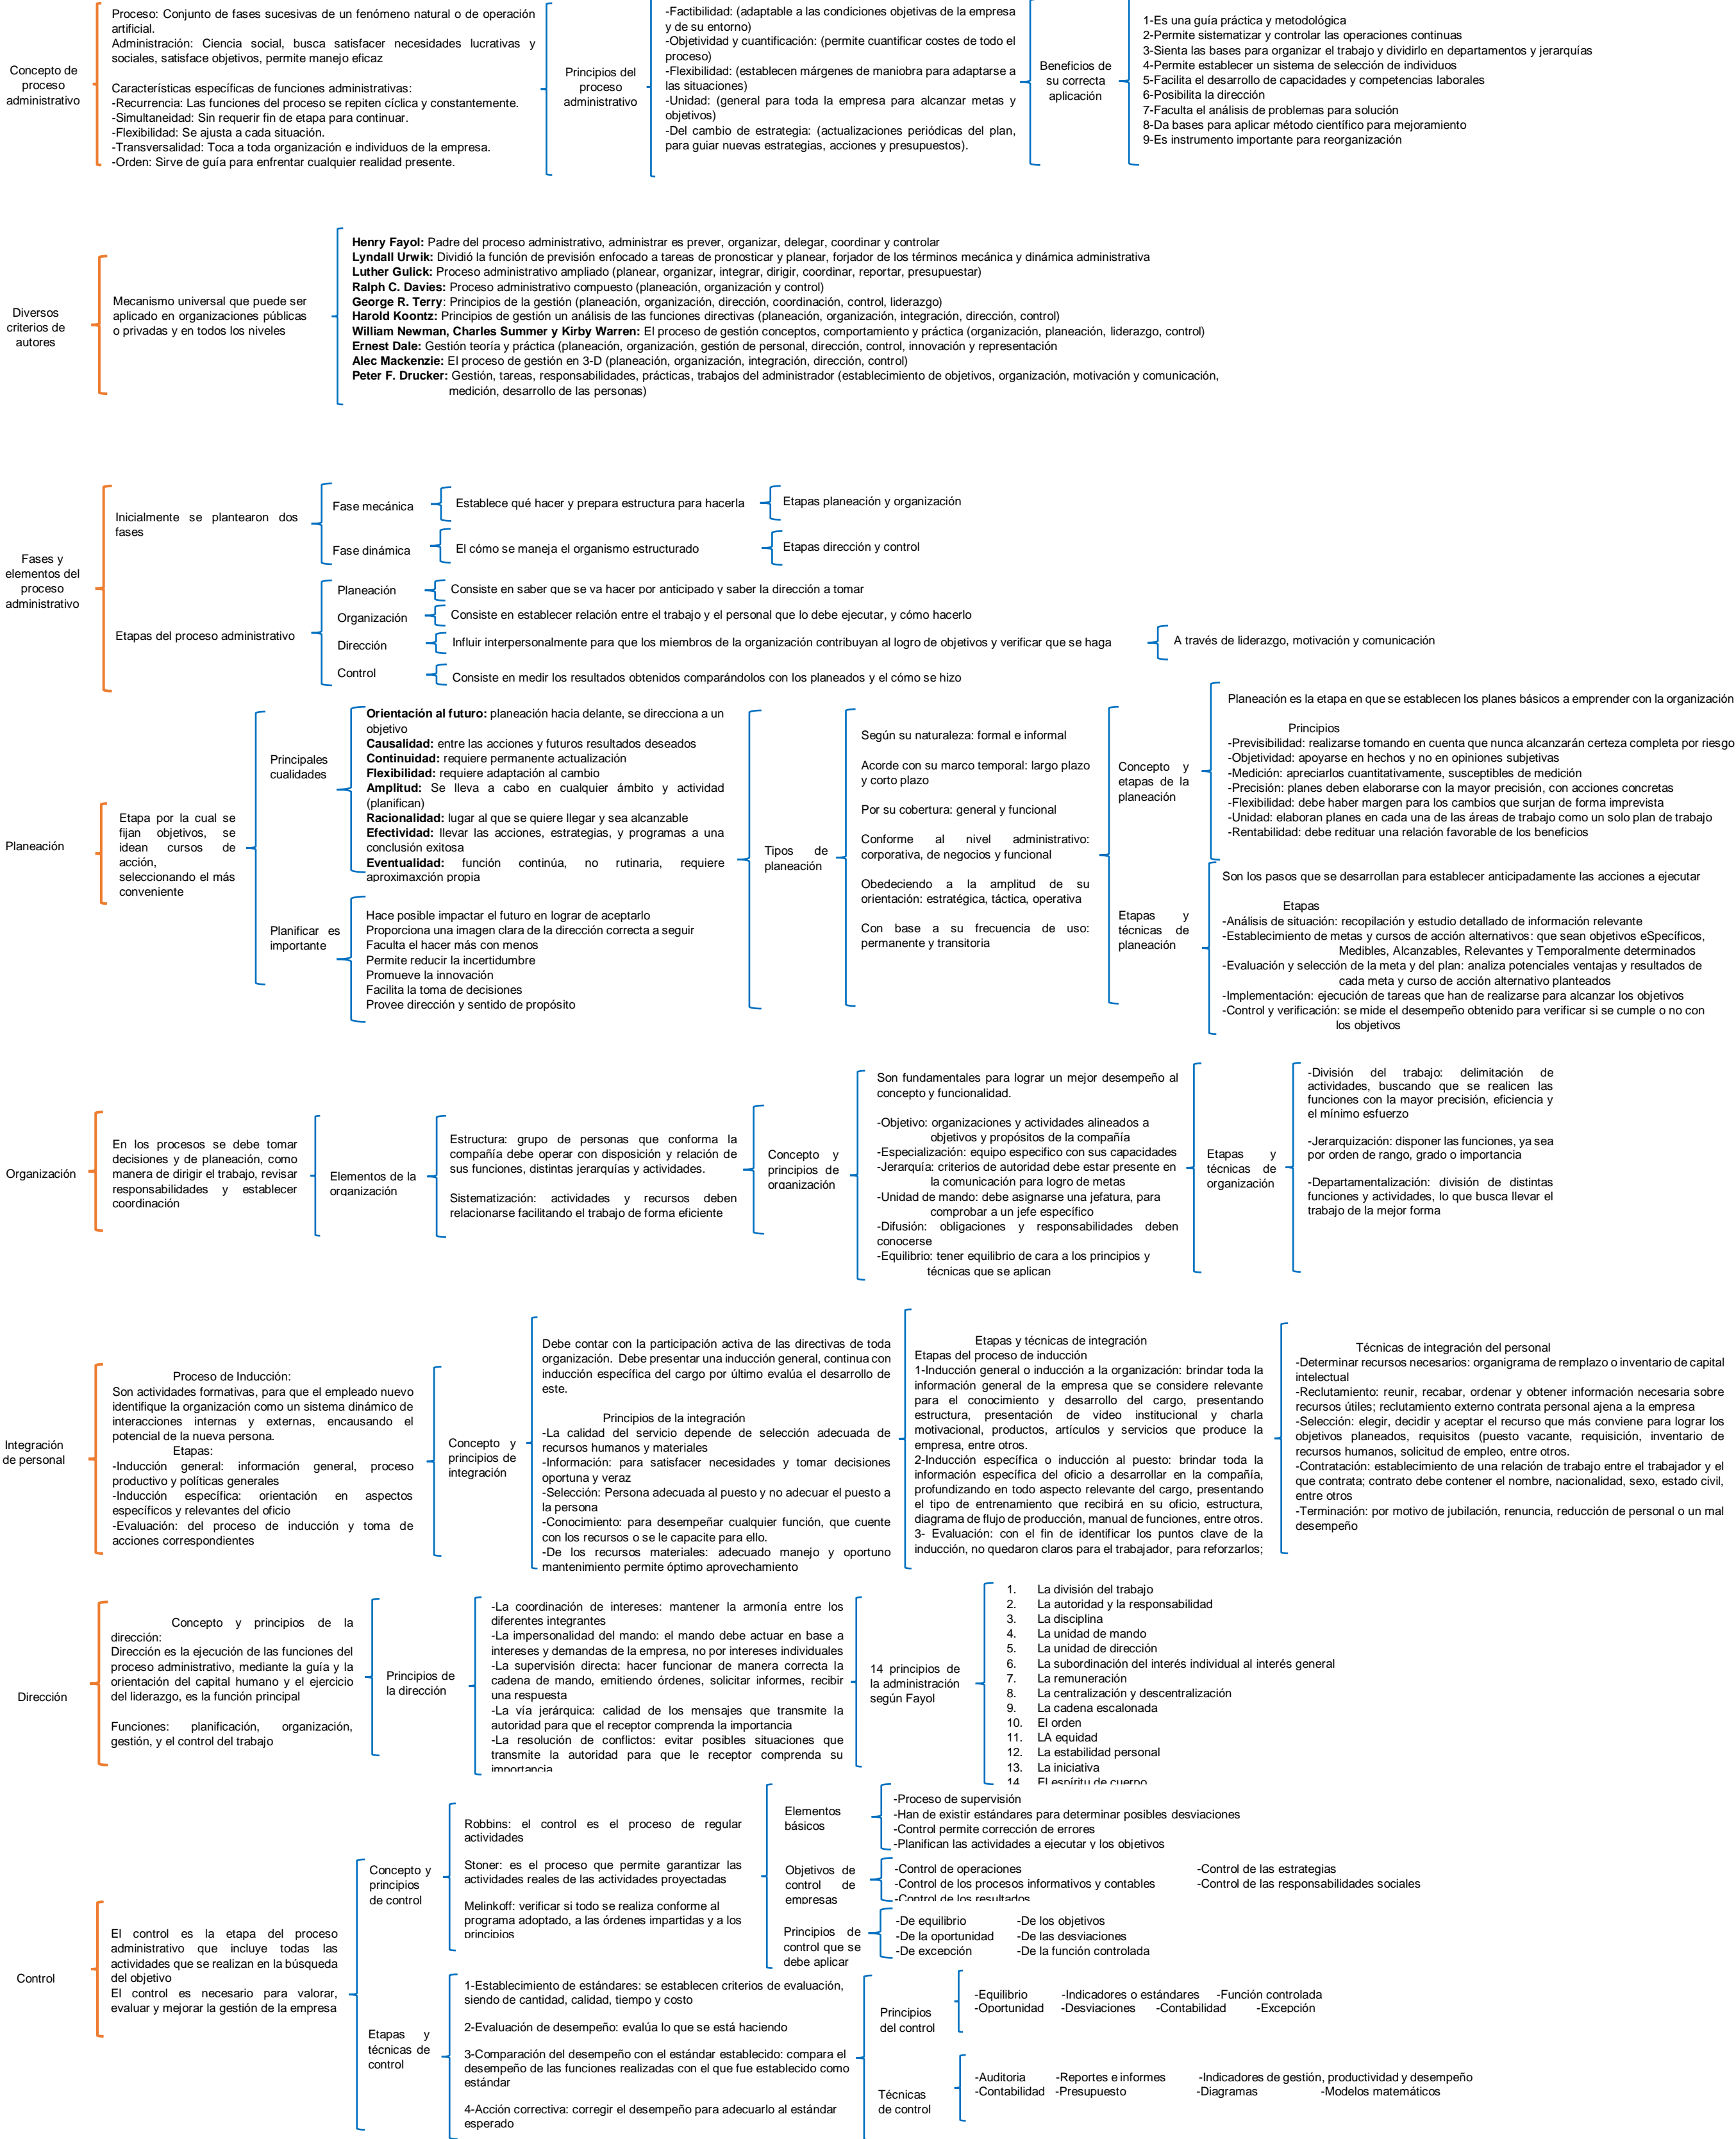 Concepto de
proceso
administrativo
Proceso: Conjunto de fases sucesivas de un fenómeno natural o de operación
artificial.
Administración: Ciencia social, busca satisfacer necesidades lucrativas y
sociales, satisface objetivos, permite manejo eficaz
Características específicas de funciones administrativas:
-Recurrencia: Las funciones del proceso se repiten cíclica y constantemente.
-Simultaneidad: Sin requerir fin de etapa para continuar.
-Flexibilidad: Se ajusta a cada situación.
-Transversalidad: Toca a toda organización e individuos de la empresa.
-Orden: Sirve de guía para enfrentar cualquier realidad presente.
Principios del
proceso
administrativo
-Factibilidad: (adaptable a las condiciones objetivas de la empresa
y de su entorno)
-Objetividad y cuantificación: (permite cuantificar costes de todo el
proceso)
-Flexibilidad: (establecen márgenes de maniobra para adaptarse a
las situaciones)
-Unidad: (general para toda la empresa para alcanzar metas y
objetivos)
-Del cambio de estrategia: (actualizaciones periódicas del plan,
para guiar nuevas estrategias, acciones y presupuestos).
Beneficios de
su correcta
aplicación
1-Es una guía práctica y metodológica
2-Permite sistematizar y controlar las operaciones continuas
3-Sienta las bases para organizar el trabajo y dividirlo en departamentos y jerarquías
4-Permite establecer un sistema de selección de individuos
5-Facilita el desarrollo de capacidades y competencias laborales
6-Posibilita la dirección
7-Faculta el análisis de problemas para solución
8-Da bases para aplicar método científico para mejoramiento
9-Es instrumento importante para reorganización
Diversos
criterios de
autores
Mecanismo universal que puede ser
aplicado en organizaciones públicas
o privadas y en todos los niveles
Henry Fayol: Padre del proceso administrativo, administrar es prever, organizar, delegar, coordinar y controlar
Lyndall Urwik: Dividió la función de previsión enfocado a tareas de pronosticar y planear, forjador de los términos mecánica y dinámica administrativa
Luther Gulick: Proceso administrativo ampliado (planear, organizar, integrar, dirigir, coordinar, reportar, presupuestar)
Ralph C. Davies: Proceso administrativo compuesto (planeación, organización y control)
George R. Terry: Principios de la gestión (planeación, organización, dirección, coordinación, control, liderazgo)
Harold Koontz: Principios de gestión un análisis de las funciones directivas (planeación, organización, integración, dirección, control)
William Newman, Charles Summer y Kirby Warren: El proceso de gestión conceptos, comportamiento y práctica (organización, planeación, liderazgo, control)
Ernest Dale: Gestión teoría y práctica (planeación, organización, gestión de personal, dirección, control, innovación y representación
Alec Mackenzie: El proceso de gestión en 3-D (planeación, organización, integración, dirección, control)
Peter F. Drucker: Gestión, tareas, responsabilidades, prácticas, trabajos del administrador (establecimiento de objetivos, organización, motivación y comunicación,
medición, desarrollo de las personas)
Fases y
elementos del
proceso
administrativo
Inicialmente se plantearon dos
fases
Fase mecánica
Establece qué hacer y prepara estructura para hacerla
Etapas planeación y organización
Fase dinámica
El cómo se maneja el organismo estructurado
Etapas dirección y control
Etapas del proceso administrativo
Planeación
Consiste en saber que se va hacer por anticipado y saber la dirección a tomar
Organización
Consiste en establecer relación entre el trabajo y el personal que lo debe ejecutar, y cómo hacerlo
Dirección
Influir interpersonalmente para que los miembros de la organización contribuyan al logro de objetivos y verificar que se haga
A través de liderazgo, motivación y comunicación
Control
Consiste en medir los resultados obtenidos comparándolos con los planeados y el cómo se hizo
Planeación
Etapa por la cual se
fijan objetivos, se
idean cursos de
acción,
seleccionando el más
conveniente
Principales
cualidades
Orientación al futuro: planeación hacia delante, se direcciona a un
objetivo
Causalidad: entre las acciones y futuros resultados deseados
Continuidad: requiere permanente actualización
Flexibilidad: requiere adaptación al cambio
Amplitud: Se lleva a cabo en cualquier ámbito y actividad
(planifican)
Racionalidad: lugar al que se quiere llegar y sea alcanzable
Efectividad: llevar las acciones, estrategias, y programas a una
conclusión exitosa
Eventualidad: función continúa, no rutinaria, requiere
aproximaxción propia
Planificar es
importante
Hace posible impactar el futuro en lograr de aceptarlo
Proporciona una imagen clara de la dirección correcta a seguir
Faculta el hacer más con menos
Permite reducir la incertidumbre
Promueve la innovación
Facilita la toma de decisiones
Provee dirección y sentido de propósito
Tipos de
planeación
Según su naturaleza: formal e informal
Acorde con su marco temporal: largo plazo
y corto plazo
Por su cobertura: general y funcional
Conforme al nivel administrativo:
corporativa, de negocios y funcional
Obedeciendo a la amplitud de su
orientación: estratégica, táctica, operativa
Con base a su frecuencia de uso:
permanente y transitoria
Concepto y
etapas de la
planeación
Planeación es la etapa en que se establecen los planes básicos a emprender con la organización
Principios
-Previsibilidad: realizarse tomando en cuenta que nunca alcanzarán certeza completa por riesgo
-Objetividad: apoyarse en hechos y no en opiniones subjetivas
-Medición: apreciarlos cuantitativamente, susceptibles de medición
-Precisión: planes deben elaborarse con la mayor precisión, con acciones concretas
-Flexibilidad: debe haber margen para los cambios que surjan de forma imprevista
-Unidad: elaboran planes en cada una de las áreas de trabajo como un solo plan de trabajo
-Rentabilidad: debe redituar una relación favorable de los beneficios
Etapas y
técnicas de
planeación
Son los pasos que se desarrollan para establecer anticipadamente las acciones a ejecutar
Etapas
-Análisis de situación: recopilación y estudio detallado de información relevante
-Establecimiento de metas y cursos de acción alternativos: que sean objetivos eSpecíficos,
Medibles, Alcanzables, Relevantes y Temporalmente determinados
-Evaluación y selección de la meta y del plan: analiza potenciales ventajas y resultados de
cada meta y curso de acción alternativo planteados
-Implementación: ejecución de tareas que han de realizarse para alcanzar los objetivos
-Control y verificación: se mide el desempeño obtenido para verificar si se cumple o no con
los objetivos
Organización
En los procesos se debe tomar
decisiones y de planeación, como
manera de dirigir el trabajo, revisar
responsabilidades y establecer
coordinación
Elementos de la
organización
Estructura: grupo de personas que conforma la
compañía debe operar con disposición y relación de
sus funciones, distintas jerarquías y actividades.
Sistematización: actividades y recursos deben
relacionarse facilitando el trabajo de forma eficiente
Concepto y
principios de
organización
Son fundamentales para lograr un mejor desempeño al
concepto y funcionalidad.
-Objetivo: organizaciones y actividades alineados a
objetivos y propósitos de la compañía
-Especialización: equipo especifico con sus capacidades
-Jerarquía: criterios de autoridad debe estar presente en
la comunicación para logro de metas
-Unidad de mando: debe asignarse una jefatura, para
comprobar a un jefe específico
-Difusión: obligaciones y responsabilidades deben
conocerse
-Equilibrio: tener equilibrio de cara a los principios y
técnicas que se aplican
Etapas y
técnicas de
organización
-División del trabajo: delimitación de
actividades, buscando que se realicen las
funciones con la mayor precisión, eficiencia y
el mínimo esfuerzo
-Jerarquización: disponer las funciones, ya sea
por orden de rango, grado o importancia
-Departamentalización: división de distintas
funciones y actividades, lo que busca llevar el
trabajo de la mejor forma
Integración
de personal
Proceso de Inducción:
Son actividades formativas, para que el empleado nuevo
identifique la organización como un sistema dinámico de
interacciones internas y externas, encausando el
potencial de la nueva persona.
Etapas:
-Inducción general: información general, proceso
productivo y políticas generales
-Inducción específica: orientación en aspectos
específicos y relevantes del oficio
-Evaluación: del proceso de inducción y toma de
acciones correspondientes
Concepto y
principios de
integración
Debe contar con la participación activa de las directivas de toda
organización. Debe presentar una inducción general, continua con
inducción específica del cargo por último evalúa el desarrollo de
este.
Principios de la integración
-La calidad del servicio depende de selección adecuada de
recursos humanos y materiales
-Información: para satisfacer necesidades y tomar decisiones
oportuna y veraz
-Selección: Persona adecuada al puesto y no adecuar el puesto a
la persona
-Conocimiento: para desempeñar cualquier función, que cuente
con los recursos o se le capacite para ello.
-De los recursos materiales: adecuado manejo y oportuno
mantenimiento permite óptimo aprovechamiento
Etapas y técnicas de integración
Etapas del proceso de inducción
1-Inducción general o inducción a la organización: brindar toda la
información general de la empresa que se considere relevante
para el conocimiento y desarrollo del cargo, presentando
estructura, presentación de video institucional y charla
motivacional, productos, artículos y servicios que produce la
empresa, entre otros.
2-Inducción específica o inducción al puesto: brindar toda la
información específica del oficio a desarrollar en la compañía,
profundizando en todo aspecto relevante del cargo, presentando
el tipo de entrenamiento que recibirá en su oficio, estructura,
diagrama de flujo de producción, manual de funciones, entre otros.
3- Evaluación: con el fin de identificar los puntos clave de la
inducción, no quedaron claros para el trabajador, para reforzarlos;
Técnicas de integración del personal
-Determinar recursos necesarios: organigrama de remplazo o inventario de capital
intelectual
-Reclutamiento: reunir, recabar, ordenar y obtener información necesaria sobre
recursos útiles; reclutamiento externo contrata personal ajena a la empresa
-Selección: elegir, decidir y aceptar el recurso que más conviene para lograr los
objetivos planeados, requisitos (puesto vacante, requisición, inventario de
recursos humanos, solicitud de empleo, entre otros.
-Contratación: establecimiento de una relación de trabajo entre el trabajador y el
que contrata; contrato debe contener el nombre, nacionalidad, sexo, estado civil,
entre otros
-Terminación: por motivo de jubilación, renuncia, reducción de personal o un mal
desempeño
Dirección
Concepto y principios de la
dirección:
Dirección es la ejecución de las funciones del
proceso administrativo, mediante la guía y la
orientación del capital humano y el ejercicio
del liderazgo, es la función principal
Funciones: planificación, organización,
gestión, y el control del trabajo
Principios de
la dirección
-La coordinación de intereses: mantener la armonía entre los
diferentes integrantes
-La impersonalidad del mando: el mando debe actuar en base a
intereses y demandas de la empresa, no por intereses individuales
-La supervisión directa: hacer funcionar de manera correcta la
cadena de mando, emitiendo órdenes, solicitar informes, recibir
una respuesta
-La vía jerárquica: calidad de los mensajes que transmite la
autoridad para que el receptor comprenda la importancia
-La resolución de conflictos: evitar posibles situaciones que
transmite la autoridad para que le receptor comprenda su
importancia
14 principios de
la administración
según Fayol
1. La división del trabajo
2. La autoridad y la responsabilidad
3. La disciplina
4. La unidad de mando
5. La unidad de dirección
6. La subordinación del interés individual al interés general
7. La remuneración
8. La centralización y descentralización
9. La cadena escalonada
10. El orden
11. LA equidad
12. La estabilidad personal
13. La iniciativa
14. El espíritu de cuerpo
Control
El control es la etapa del proceso
administrativo que incluye todas las
actividades que se realizan en la búsqueda
del objetivo
El control es necesario para valorar,
evaluar y mejorar la gestión de la empresa
Concepto y
principios
de control
Robbins: el control es el proceso de regular
actividades
Stoner: es el proceso que permite garantizar las
actividades reales de las actividades proyectadas
Melinkoff: verificar si todo se realiza conforme al
programa adoptado, a las órdenes impartidas y a los
principios
Elementos
básicos
-Proceso de supervisión
-Han de existir estándares para determinar posibles desviaciones
-Control permite corrección de errores
-Planifican las actividades a ejecutar y los objetivos
Objetivos de
control de
empresas
-Control de operaciones -Control de las estrategias
-Control de los procesos informativos y contables -Control de las responsabilidades sociales
-Control de los resultados
Principios de
control que se
debe aplicar
-De equilibrio -De los objetivos
-De la oportunidad -De las desviaciones
-De excepción -De la función controlada
Etapas y
técnicas de
control
1-Establecimiento de estándares: se establecen criterios de evaluación,
siendo de cantidad, calidad, tiempo y costo
2-Evaluación de desempeño: evalúa lo que se está haciendo
3-Comparación del desempeño con el estándar establecido: compara el
desempeño de las funciones realizadas con el que fue establecido como
estándar
4-Acción correctiva: corregir el desempeño para adecuarlo al estándar
esperado
Principios
del control
-Equilibrio -Indicadores o estándares -Función controlada
-Oportunidad -Desviaciones -Contabilidad -Excepción
Técnicas
de control
-Auditoria -Reportes e informes -Indicadores de gestión, productividad y desempeño
-Contabilidad -Presupuesto -Diagramas -Modelos matemáticos